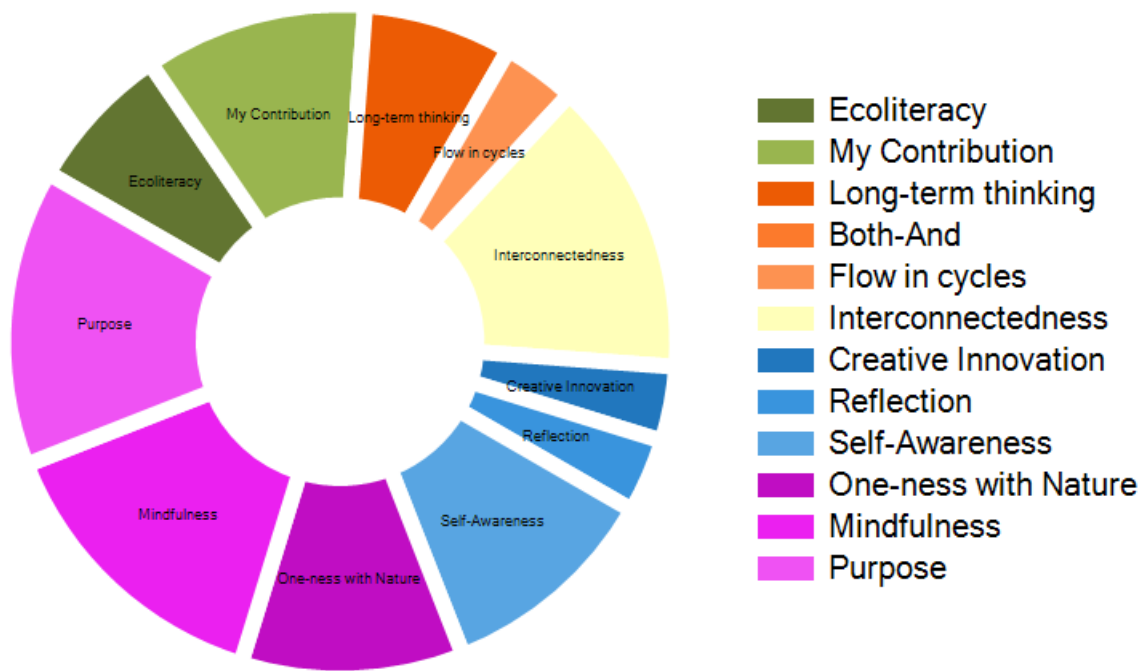 My Contribution
Long-term thinking
Flow in cycles
Ecoliteracy
Interconnectedness
Purpose
Creative Innovation
Reflection
Mindfulness
Self-Awareness
One-ness with Nature
Ecoliteracy
My Contribution
Long-term thinking
Both-And
Flow in cycles
Interconnectedness
Creative Innovation
Reflection
Self-Awareness
One-ness with Nature
Mindfulness
Purpose